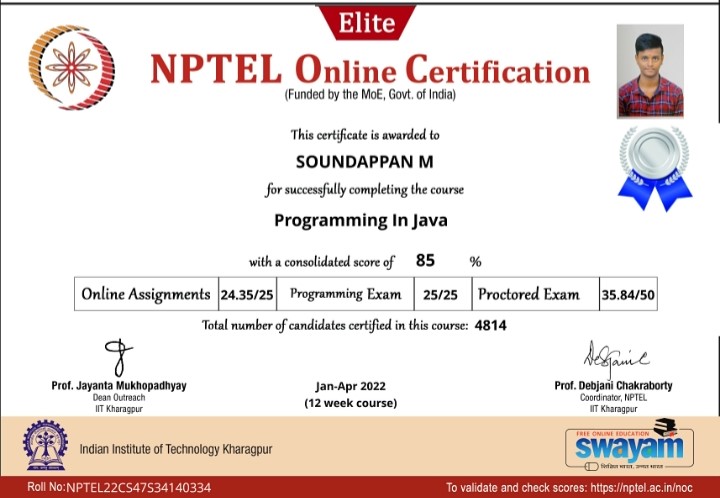 Elite
NPTEL Online Certification
(Funded by the MoE, Govt. of India)
This certificate is awarded to
SOUNDAPPAN M
for successfully completing the course
Programming In Java
with a consolidated score of 85 %
Online Assignments 24.35/25 Programming Exam 25/25 Proctored Exam 35.84/50
Total number of candidates certified in this course: 4814
Prof. Jayanta Mukhopadhyay
Dean Outreach
IIT Kharagpur
Jan-Apr 2022
(12 week course)
Prof. Debjani Chakraborty
Coordinator, NPTEL
IIT Kharagpur
Indian Institute of Technology Kharagpur
FREE ONLINE EDUCATION
swayam
शिक्षित भारत, उन्नत भारत
Roll No:NPTEL22CS47S34140334
To validate and check scores: https://nptel.ac.in/noc